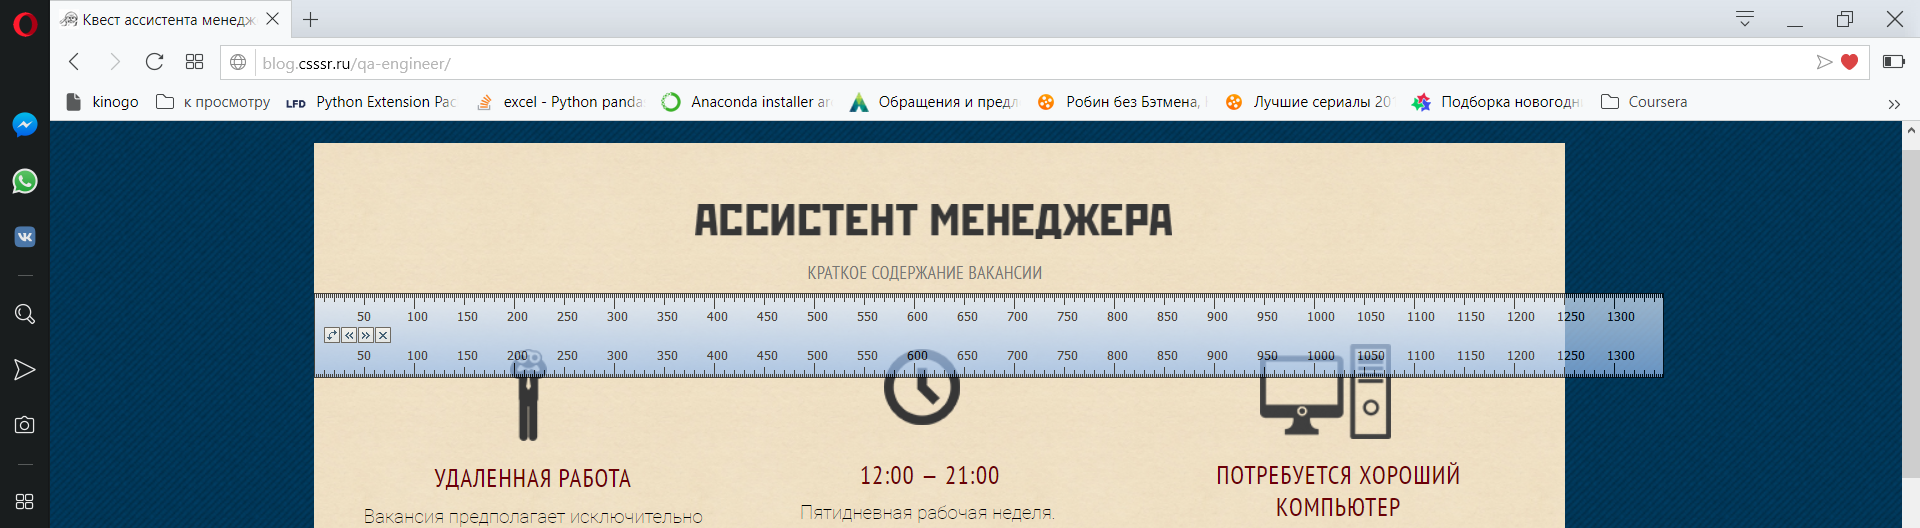 Квест ассистента менедж
blog.csssr.ru/qa-engineer/
kinogo к просмотру LFD Python Extension Pac excel - Python panda Anaconda installer ar Обращения и предл Робин без Бэтмена, Лучшие сериалы 201 Подборка новогодн Coursera
АССИСТЕНТ МЕНЕДЖЕРА
КРАТКОЕ СОДЕРЖАНИЕ ВАКАНСИИ
50 100 150 200 250 300 350 400 450 500 550 600 650 700 750 800 850 900 950 1000 1050 1100 1150 1200 1250 1300
50 100 150 200 250 300 350 400 450 500 550 600 650 700 750 800 850 900 950 1000 1050 1100 1150 1200 1250 1300
УДАЛЕННАЯ РАБОТА
Вакансия предполагает исключительно
12:00 – 21:00
Пятидневная рабочая неделя.
ПОТРЕБУЕТСЯ ХОРОШИЙ
КОМПЬЮТЕР